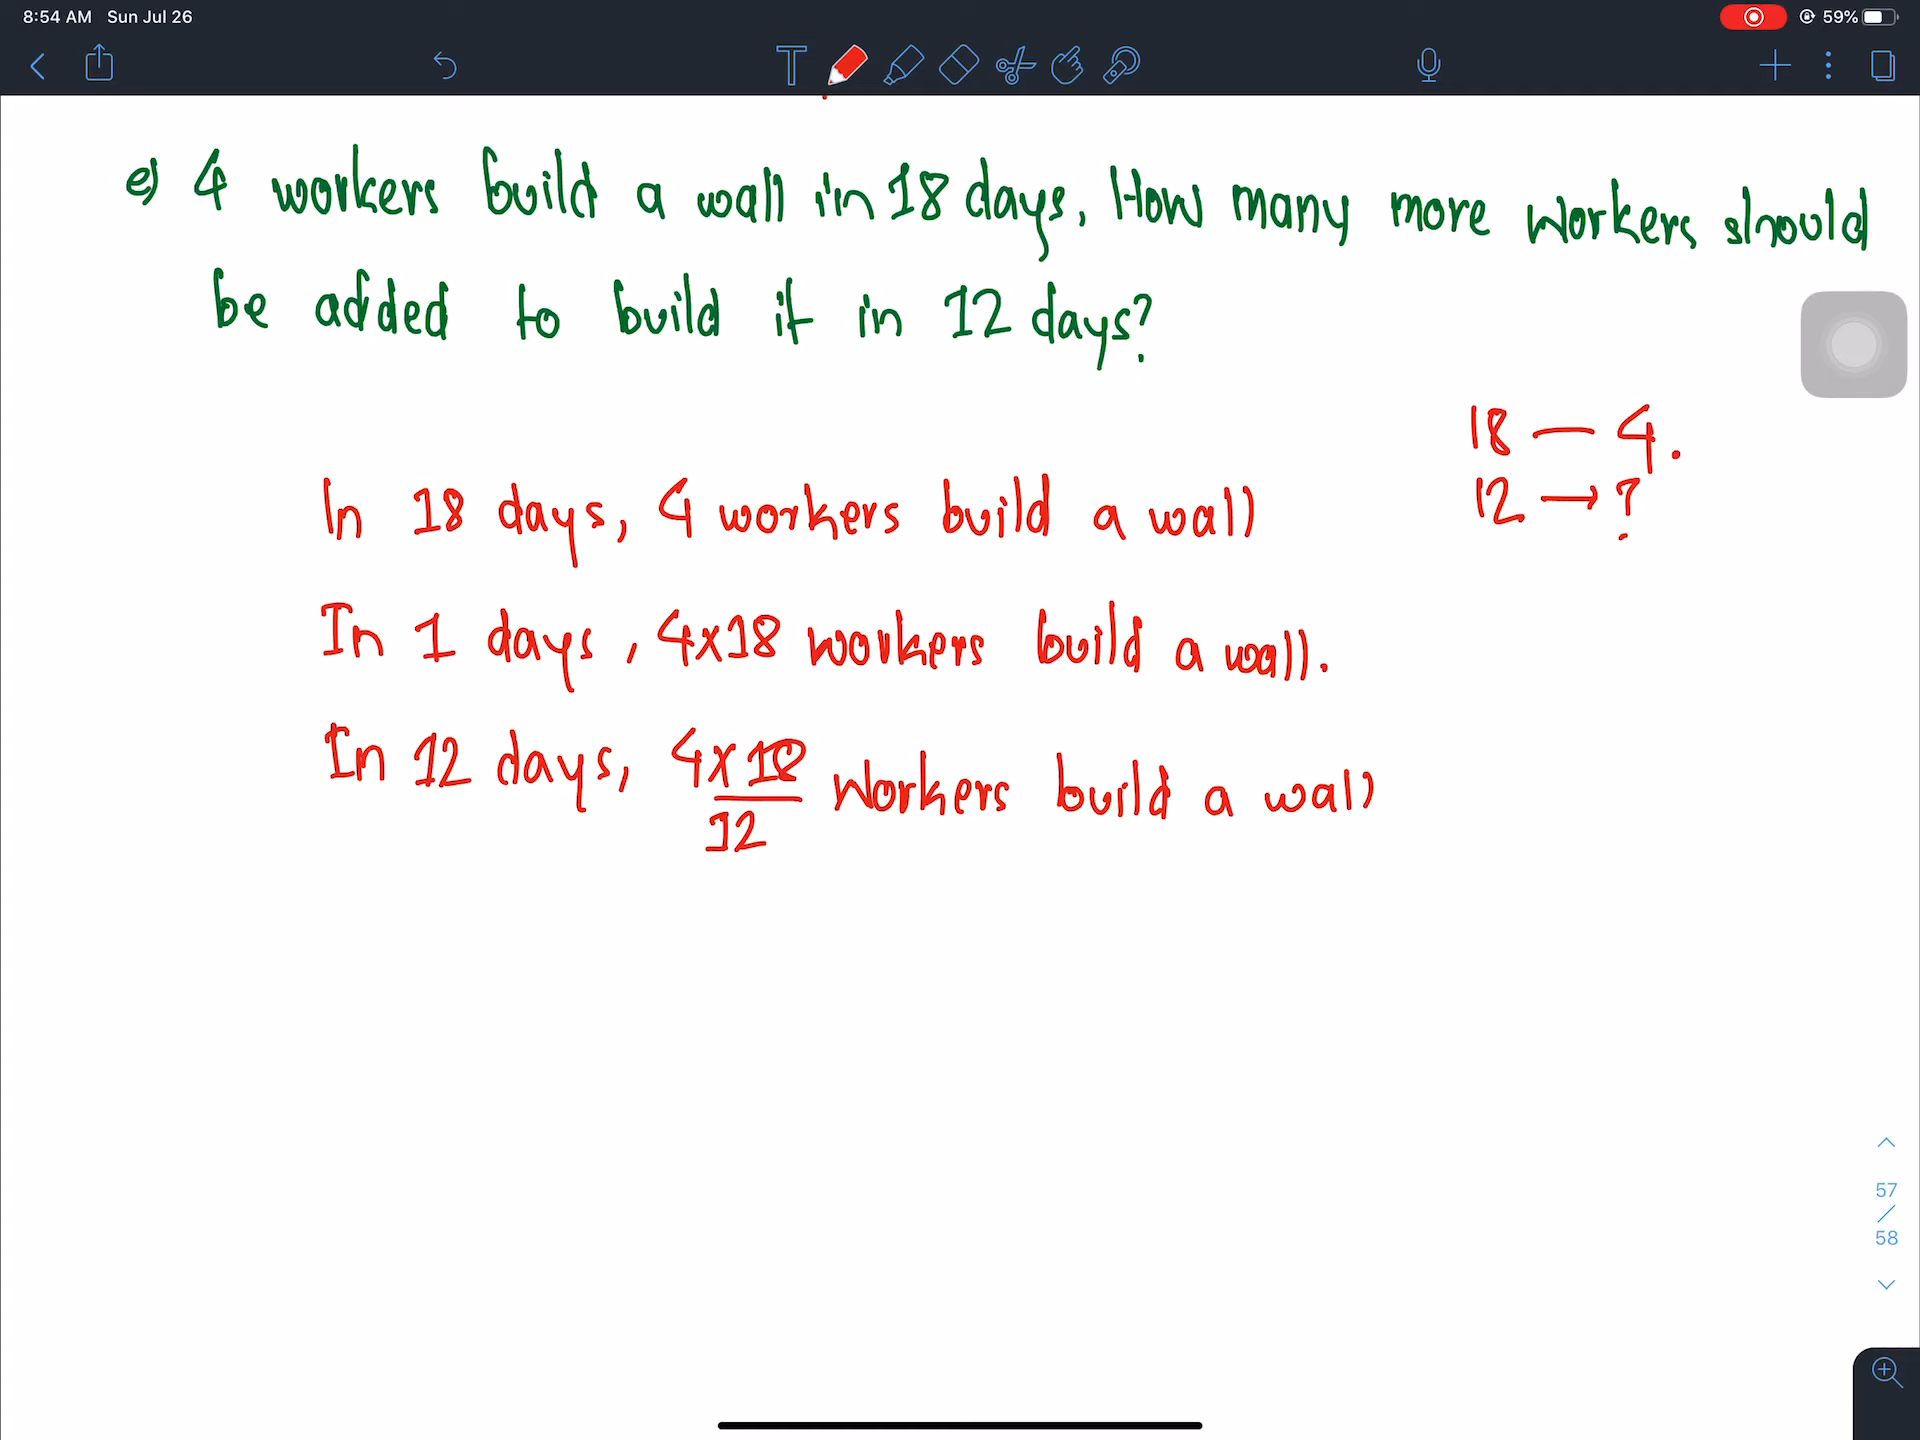 8:54 AM Sun Jul 26
59%
e) 4 workers build a wall in 18 days. How many more workers should
be added to build it in 12 days?
18 — 4.
12 → ?
In 18 days, 4 workers build a wall
In 1 days, 4x18 workers build a wall.
In 12 days, 4x18/12 workers build a wall
57
/
58